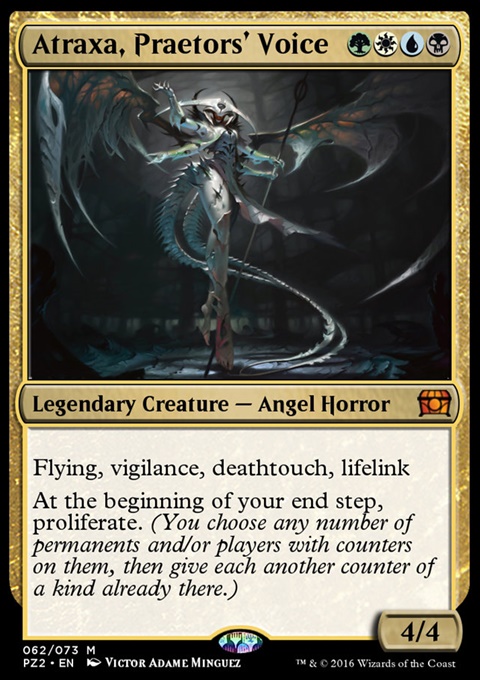 Atraxa, Praetors' Voice
Legendary Creature — Angel Horror
Flying, vigilance, deathtouch, lifelink
At the beginning of your end step,
proliferate. (You choose any number of
permanents and/or players with counters
on them, then give each another counter of
a kind already there.)
4/4
062/073 M
PZ2 • EN Victor Adame Minguez
™ & © 2016 Wizards of the Coast